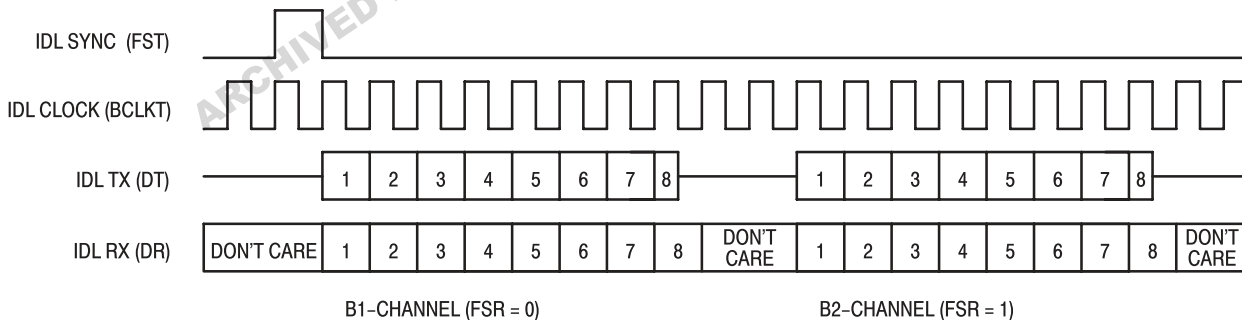 ARCHIVED
IDL SYNC (FST)
IDL CLOCK (BCLKT)
IDL TX (DT) 1 2 3 4 5 6 7 8 1 2 3 4 5 6 7 8
IDL RX (DR) DON'T CARE 1 2 3 4 5 6 7 8 DON'T CARE 1 2 3 4 5 6 7 8 DON'T CARE
B1–CHANNEL (FSR = 0) B2–CHANNEL (FSR = 1)